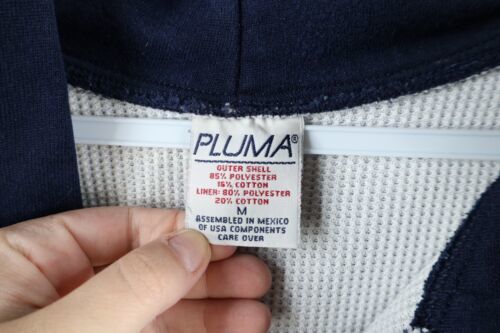 PLUMA®
OUTER SHELL
85% POLYESTER
15% COTTON
LINER: 80% POLYESTER
20% COTTON
M
ASSEMBLED IN MEXICO
OF USA COMPONENTS
CARE OVER